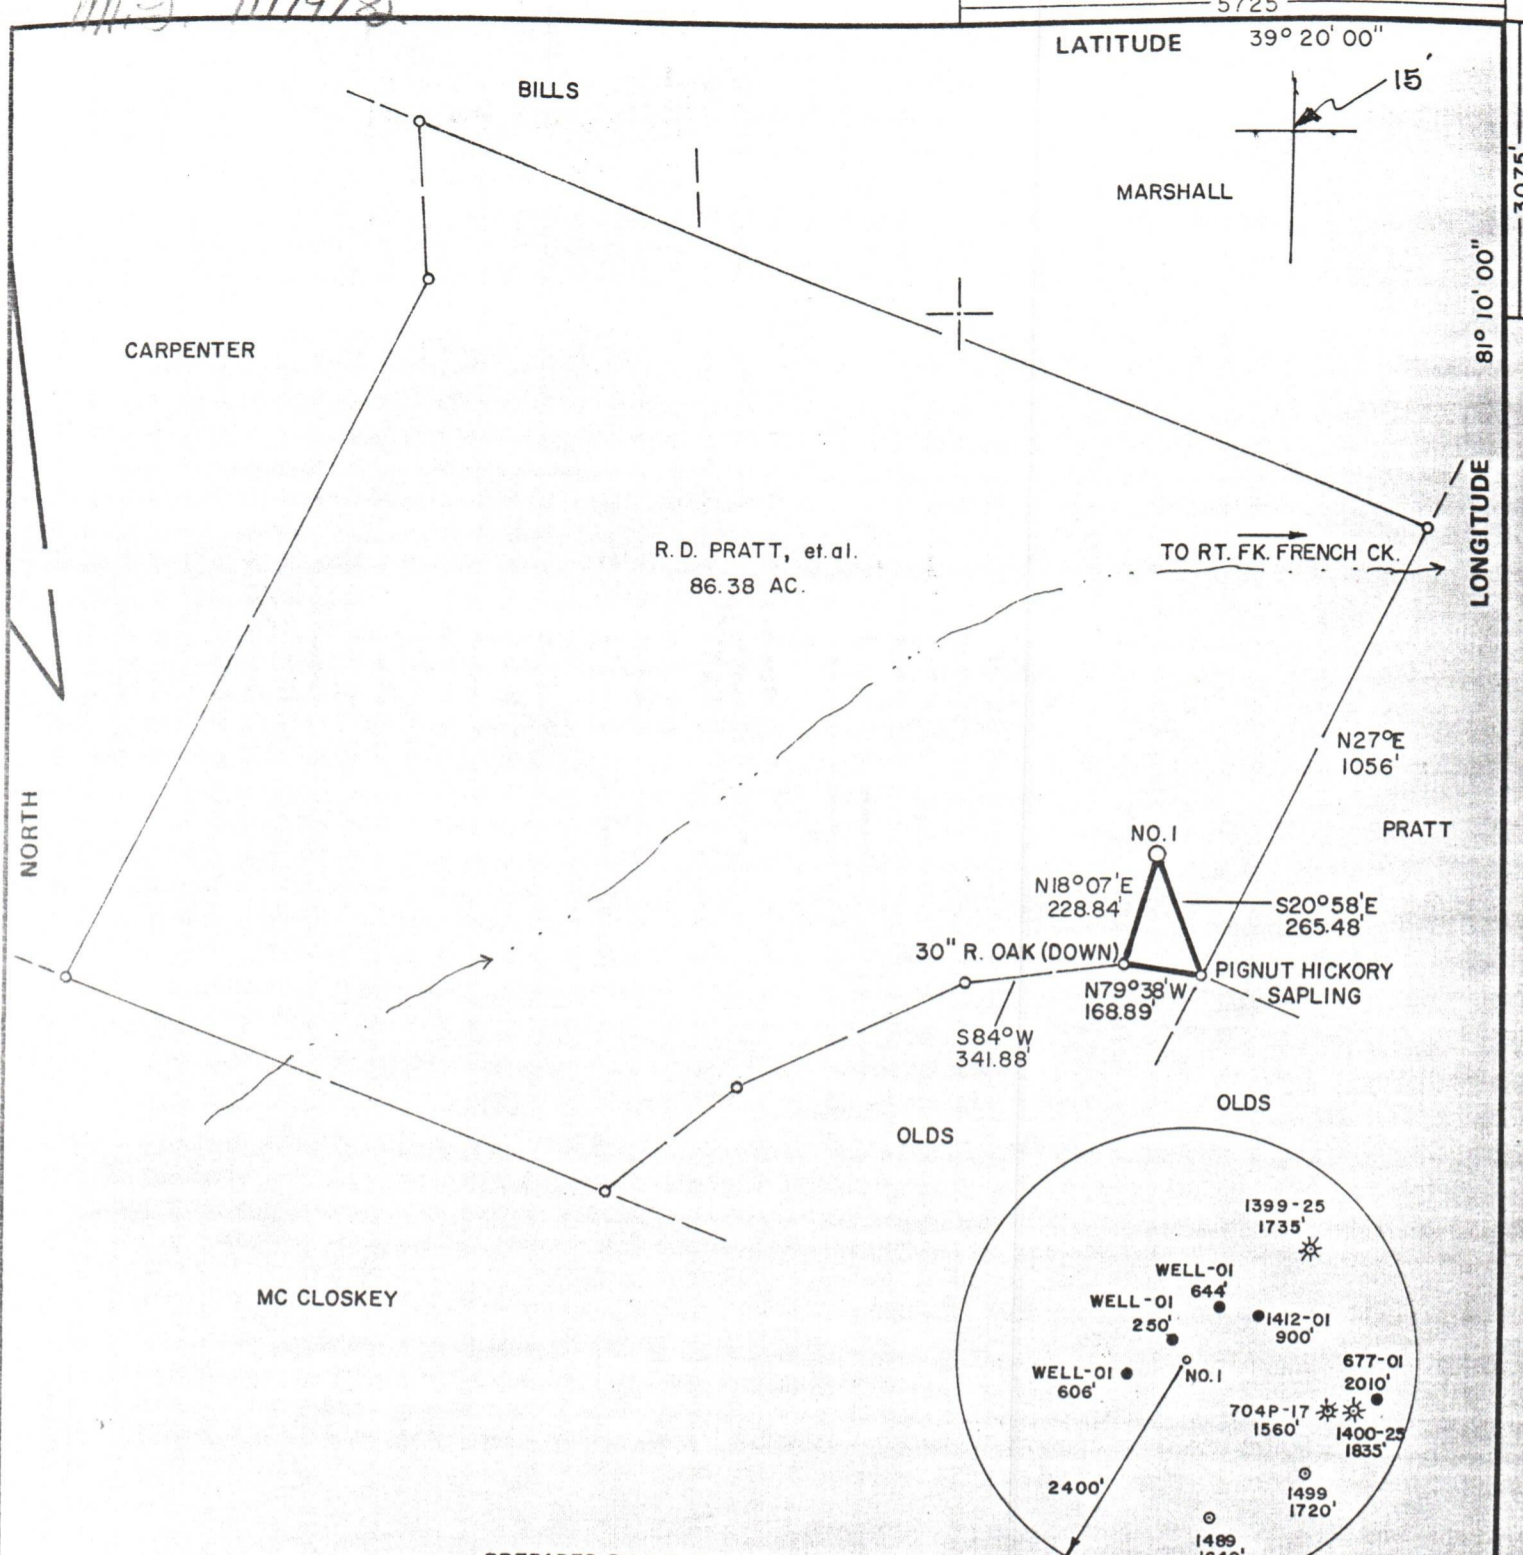 5725
LATITUDE 39° 20' 00"
15'
BILLS
MARSHALL
3075'
81° 10' 00"
LONGITUDE
CARPENTER
R. D. PRATT, et.al.
86.38 AC.
TO RT. FK. FRENCH CK.
N27°E
1056'
PRATT
NORTH
NO.1
N18°07'E
228.84'
S20°58'E
265.48'
30" R. OAK (DOWN)
PIGNUT HICKORY
SAPLING
N79°38'W
168.89'
S84°W
341.88'
OLDS
OLDS
MC CLOSKEY
1399-25
1735'
WELL-01
644'
WELL-01
250'
1412-01
900'
WELL-01
606'
NO.1
677-01
2010'
704P-17
1560'
1400-25
1835'
2400'
1499
1720'
1489